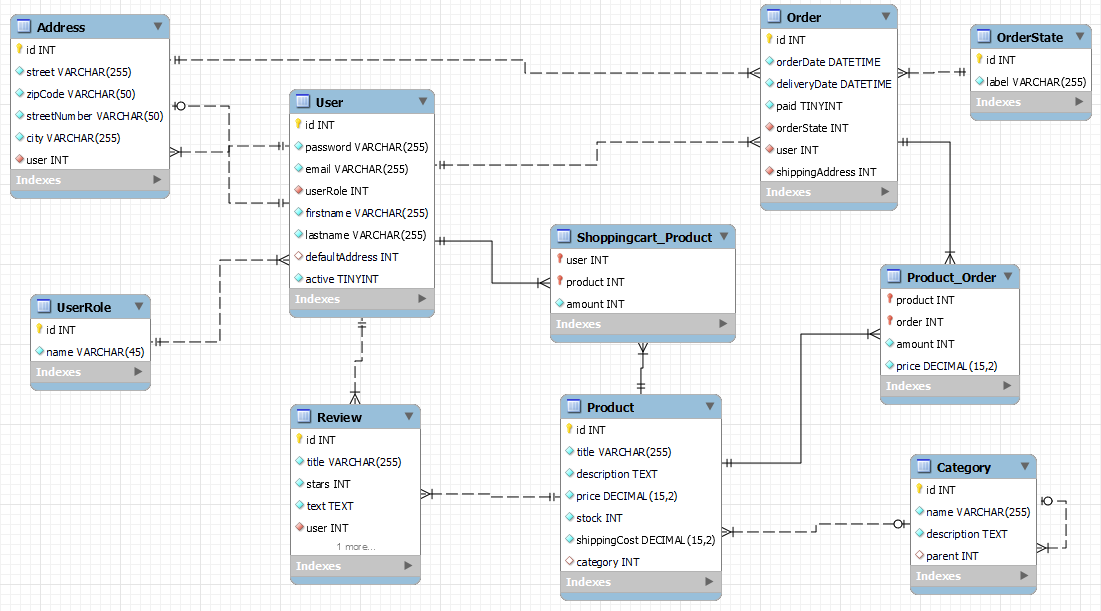 Address
id INT
street VARCHAR(255)
zipCode VARCHAR(50)
streetNumber VARCHAR(50)
city VARCHAR(255)
user INT
Indexes
User
id INT
password VARCHAR(255)
email VARCHAR(255)
userRole INT
firstname VARCHAR(255)
lastname VARCHAR(255)
defaultAddress INT
active TINYINT
Indexes
Order
id INT
orderDate DATETIME
deliveryDate DATETIME
paid TINYINT
orderState INT
user INT
shippingAddress INT
Indexes
OrderState
id INT
label VARCHAR(255)
Indexes
Shoppingcart_Product
user INT
product INT
amount INT
Indexes
Product_Order
product INT
order INT
amount INT
price DECIMAL(15,2)
Indexes
UserRole
id INT
name VARCHAR(45)
Indexes
Review
id INT
title VARCHAR(255)
stars INT
text TEXT
user INT
1 more...
Indexes
Product
id INT
title VARCHAR(255)
description TEXT
price DECIMAL(15,2)
stock INT
shippingCost DECIMAL(15,2)
category INT
Indexes
Category
id INT
name VARCHAR(255)
description TEXT
parent INT
Indexes